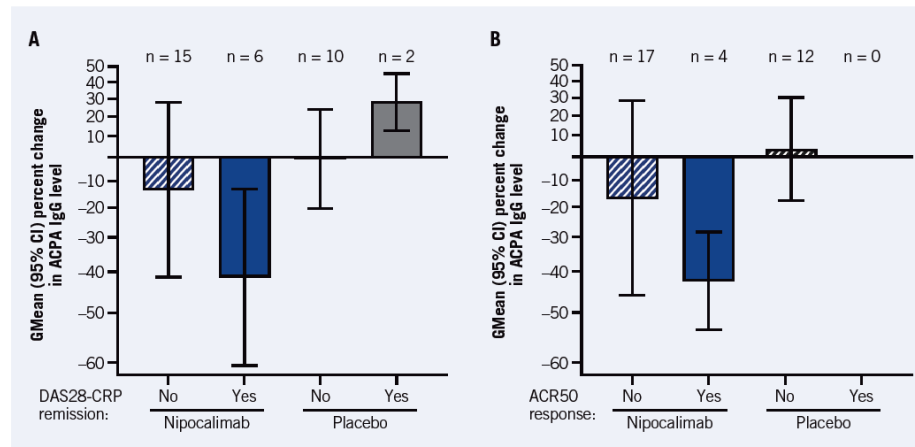 A
n = 15 n = 6 n = 10 n = 2
GMean (95% CI) percent change
in ACPA IgG level
50
40
30
20
10
–10
–20
–30
–40
–50
–60
DAS28-CRP No Yes No Yes
remission: Nipocalimab Placebo
B
n = 17 n = 4 n = 12 n = 0
GMean (95% CI) percent change
in ACPA IgG level
50
40
30
20
10
–10
–20
–30
–40
–50
–60
ACR50 No Yes No Yes
response: Nipocalimab Placebo